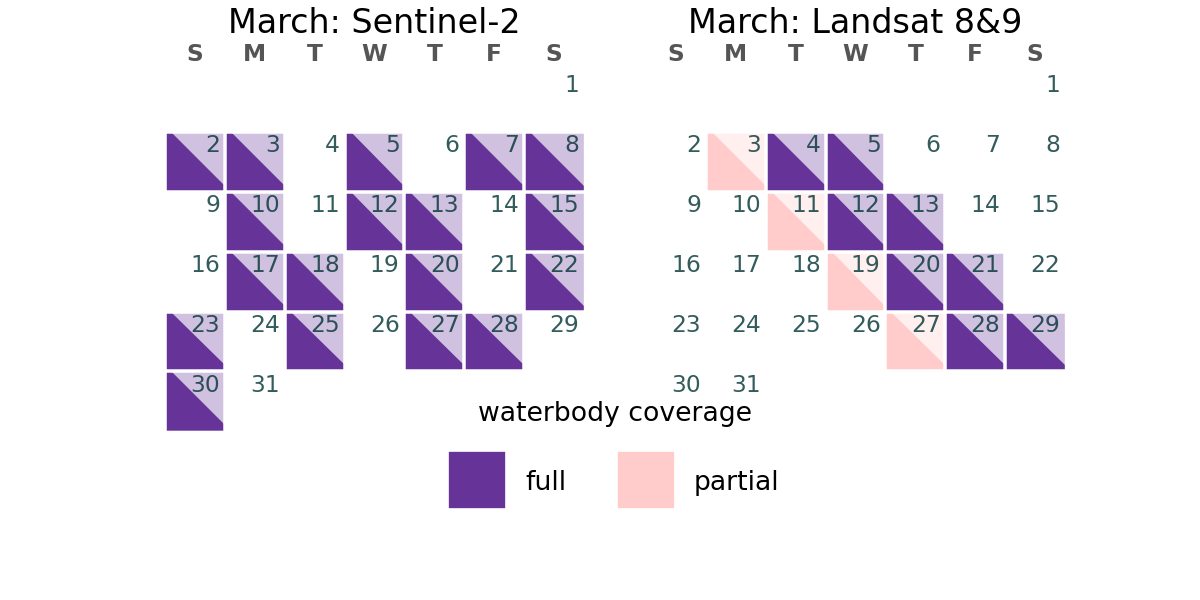 March: Sentinel-2
S M T W T F S
1
2 3 4 5 6 7 8
9 10 11 12 13 14 15
16 17 18 19 20 21 22
23 24 25 26 27 28 29
30 31
March: Landsat 8&9
S M T W T F S
1
2 3 4 5 6 7 8
9 10 11 12 13 14 15
16 17 18 19 20 21 22
23 24 25 26 27 28 29
30 31
waterbody coverage
full partial